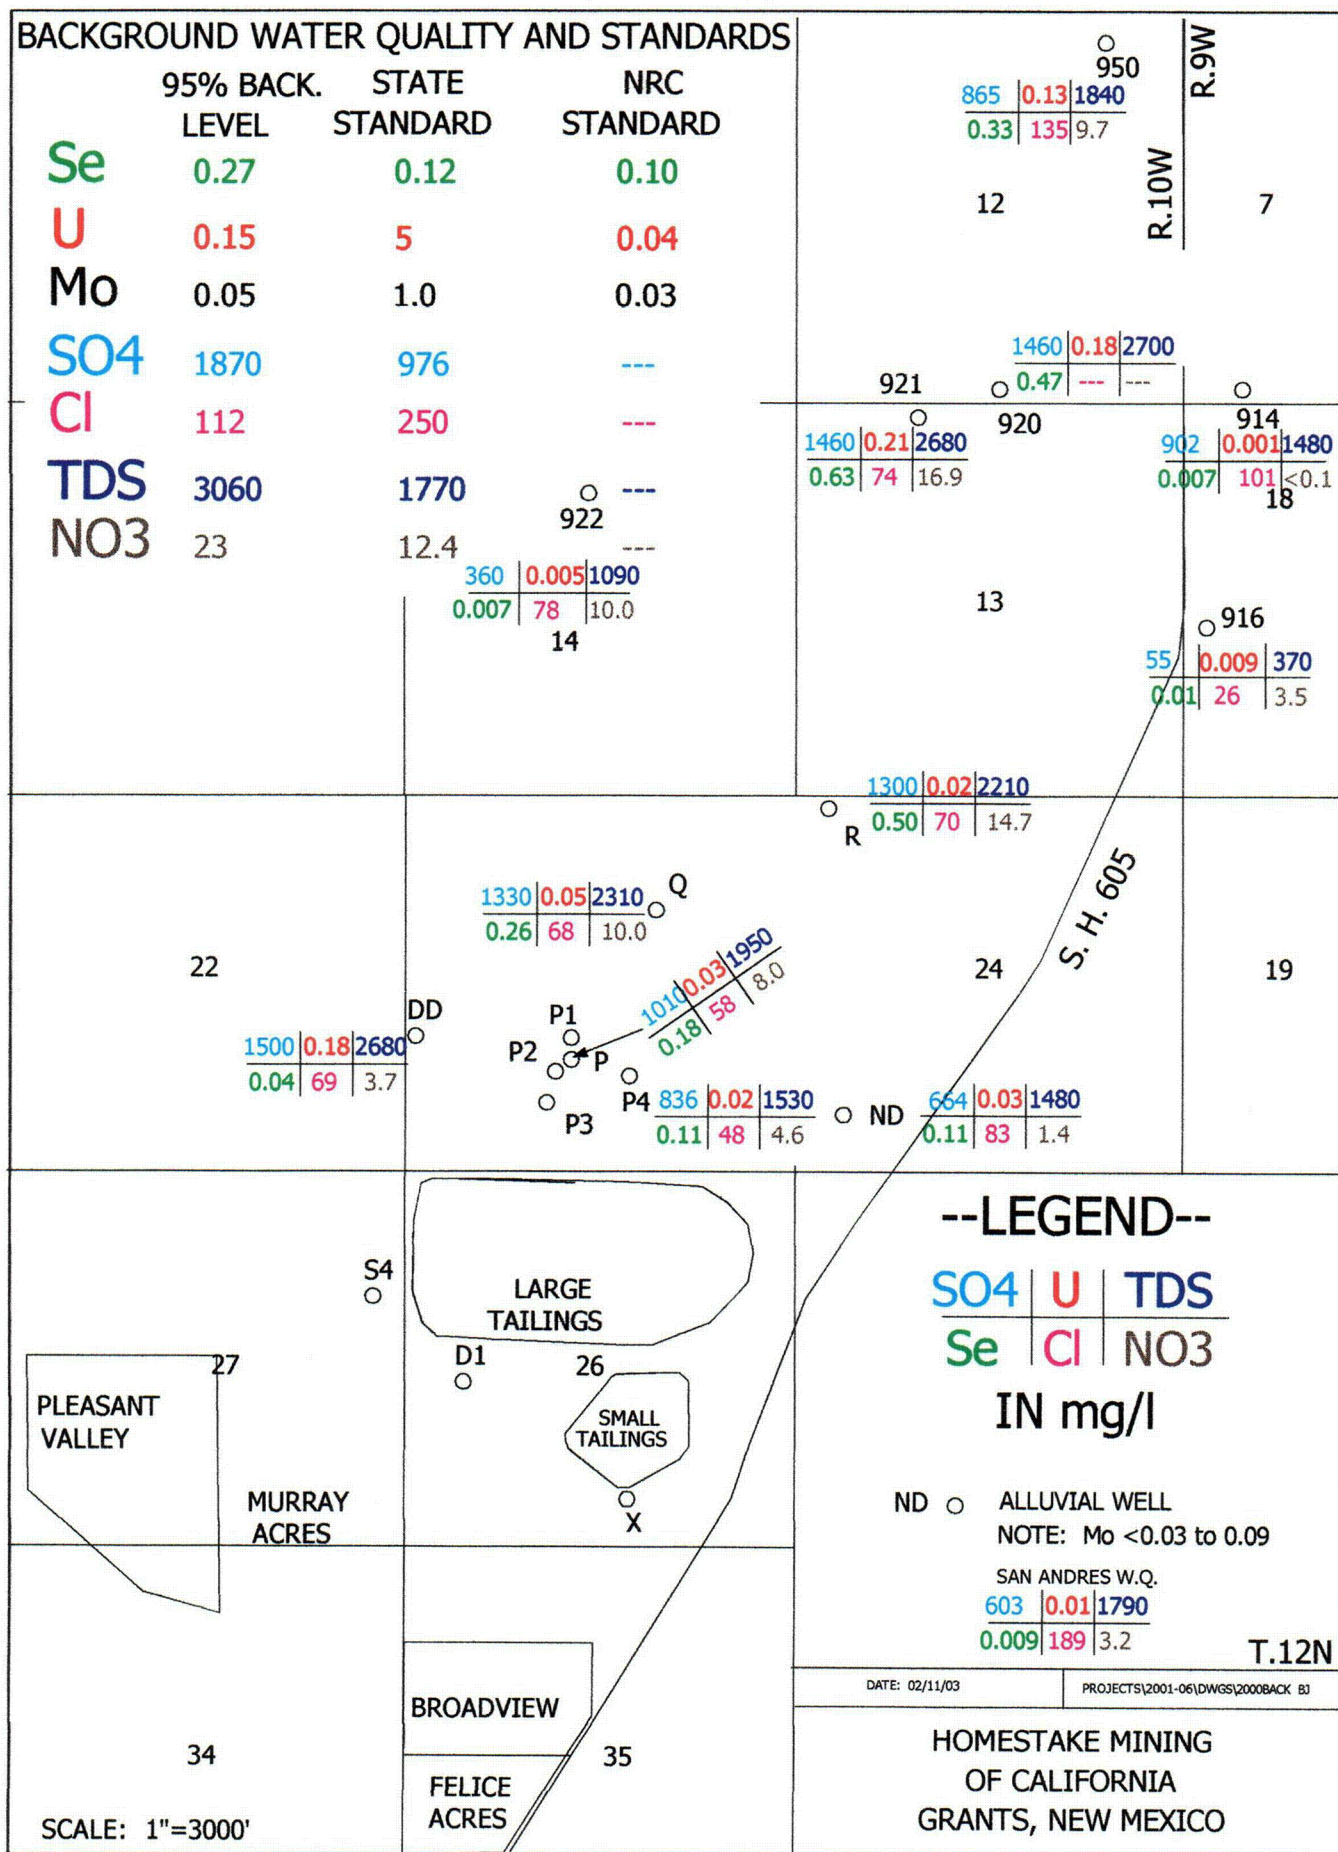 BACKGROUND WATER QUALITY AND STANDARDS
95% BACK. LEVEL STATE STANDARD NRC STANDARD
Se 0.27 0.12 0.10
U 0.15 5 0.04
Mo 0.05 1.0 0.03
SO4 1870 976 ---
Cl 112 250 ---
TDS 3060 1770 ---
NO3 23 12.4 ---
950
865 0.13 1840
0.33 135 9.7
R.9W
R.10W
12
7
1460 0.18 2700
0.47 --- ---
921
920
914
1460 0.21 2680
0.63 74 16.9
902 0.001 1480
0.007 101 <0.1
18
922
360 0.005 1090
0.007 78 10.0
14
13
916
55 0.009 370
0.01 26 3.5
1300 0.02 2210
0.50 70 14.7
R
S. H. 605
Q
1330 0.05 2310
0.26 68 10.0
22
24
19
1010 0.03 1950
0.18 58 8.0
DD
1500 0.18 2680
0.04 69 3.7
P1
P2
P
P3
P4
836 0.02 1530
0.11 48 4.6
ND
664 0.03 1480
0.11 83 1.4
S4
LARGE
TAILINGS
27
D1
26
PLEASANT
VALLEY
SMALL
TAILINGS
MURRAY
ACRES
X
BROADVIEW
34
35
FELICE
ACRES
SCALE: 1"=3000'
--LEGEND--
SO4 U TDS
Se Cl NO3
IN mg/l
ND ALLUVIAL WELL
NOTE: Mo <0.03 to 0.09
SAN ANDRES W.Q.
603 0.01 1790
0.009 189 3.2
T.12N
DATE: 02/11/03
PROJECTS\2001-06\DWGS\2000BACK BJ
HOMESTAKE MINING
OF CALIFORNIA
GRANTS, NEW MEXICO